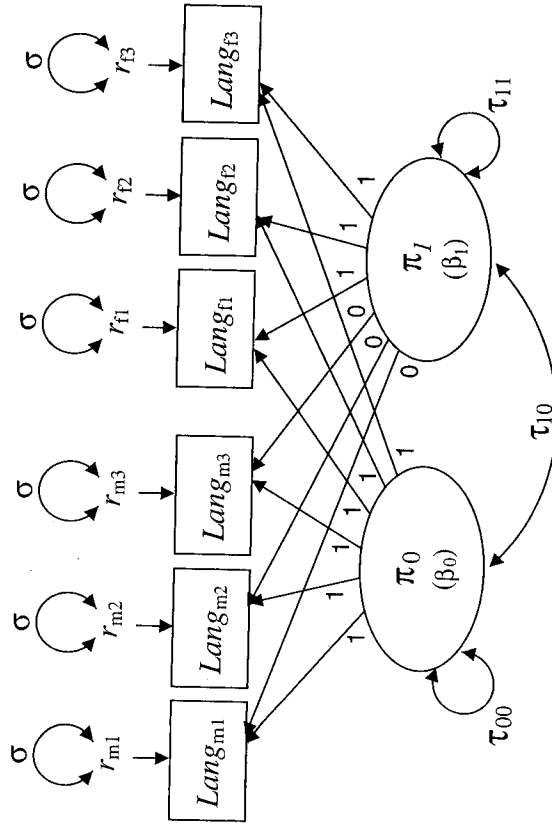 σ σ σ σ σ σ
r_m1 r_m2 r_m3 r_f1 r_f2 r_f3
Lang_m1 Lang_m2 Lang_m3 Lang_f1 Lang_f2 Lang_f3
1 1 1 1 1 1 0 0 0 1 1 1
π_0 π_1
(β_0) (β_1)
τ_00 τ_11
τ_10